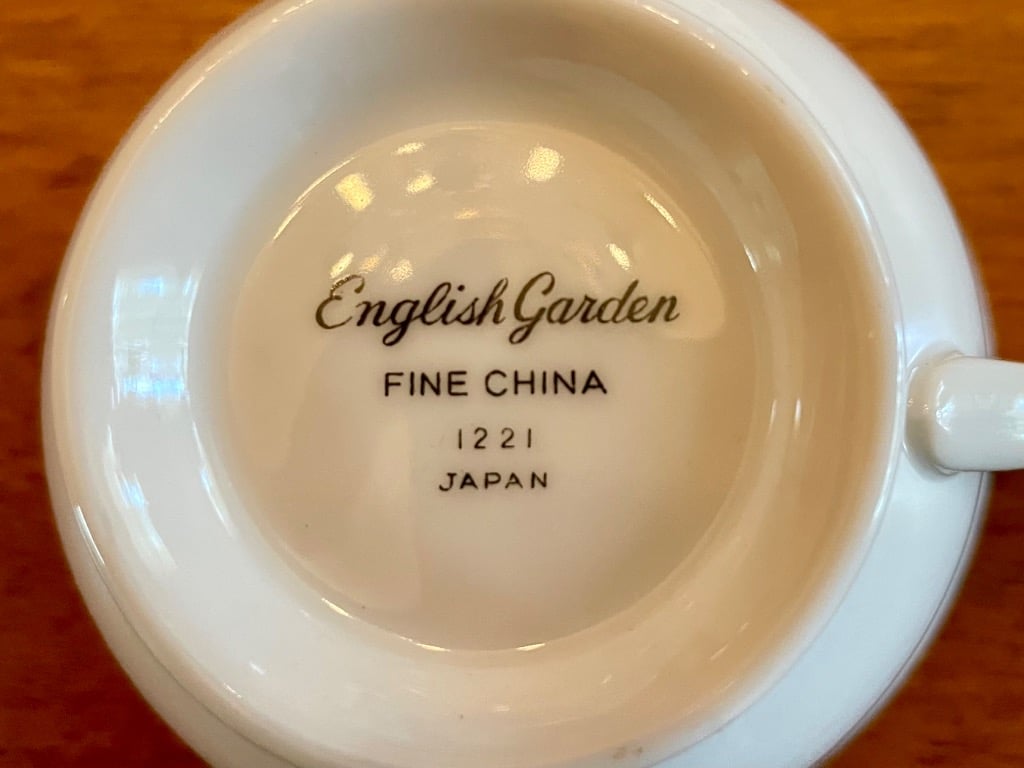 English Garden
FINE CHINA
1221
JAPAN